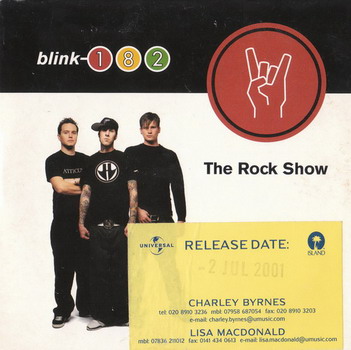 blink-182
The Rock Show
ATTICUS
UNIVERSAL
RELEASE DATE:
ISLAND
-2 JUL 2001
CHARLEY BYRNES
tel: 020 8910 3236 mbl: 07958 687054 fax: 020 8910 3203
e-mail: charley.byrnes@umusic.com
LISA MACDONALD
mbt: 07836 211012 fax: 0141 434 0613 e-mail: lisa.macdonald@umusic.com